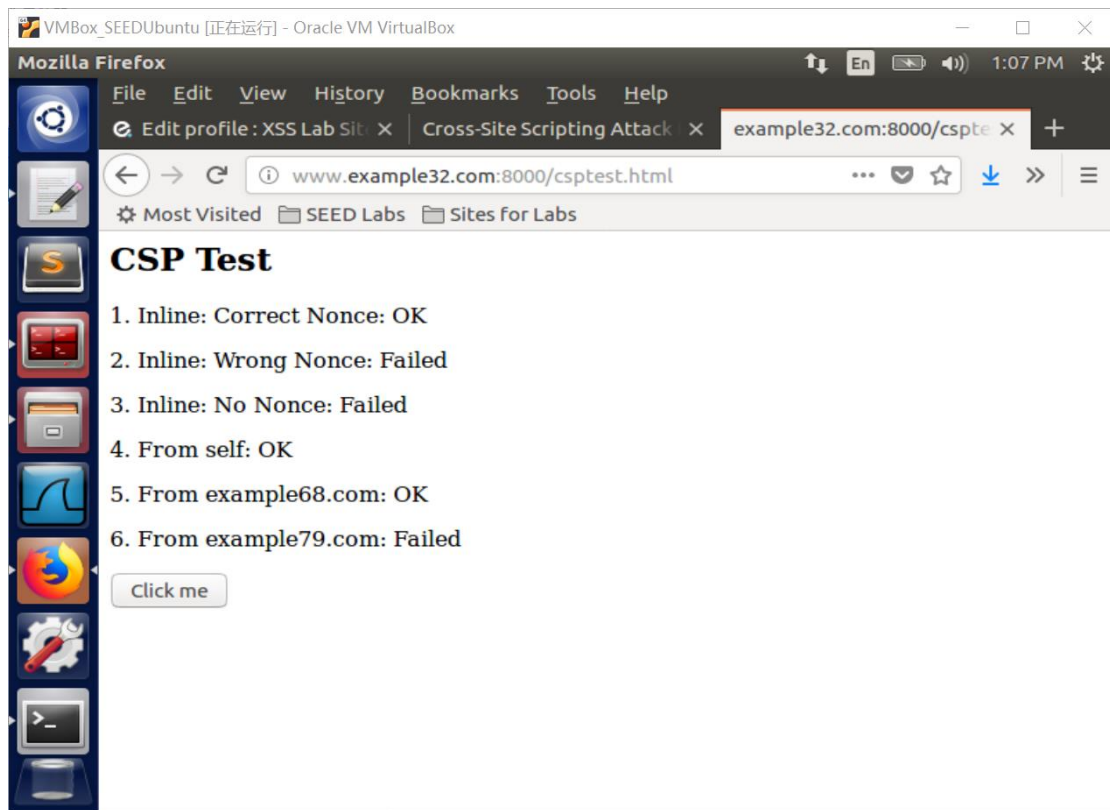 VMBox_SEEDUbuntu [正在运行] - Oracle VM VirtualBox
Mozilla Firefox En 1:07 PM
File Edit View History Bookmarks Tools Help
Edit profile : XSS Lab Sit Cross-Site Scripting Attack example32.com:8000/cspte
www.example32.com:8000/csptest.html
Most Visited SEED Labs Sites for Labs
CSP Test
1. Inline: Correct Nonce: OK
2. Inline: Wrong Nonce: Failed
3. Inline: No Nonce: Failed
4. From self: OK
5. From example68.com: OK
6. From example79.com: Failed
Click me